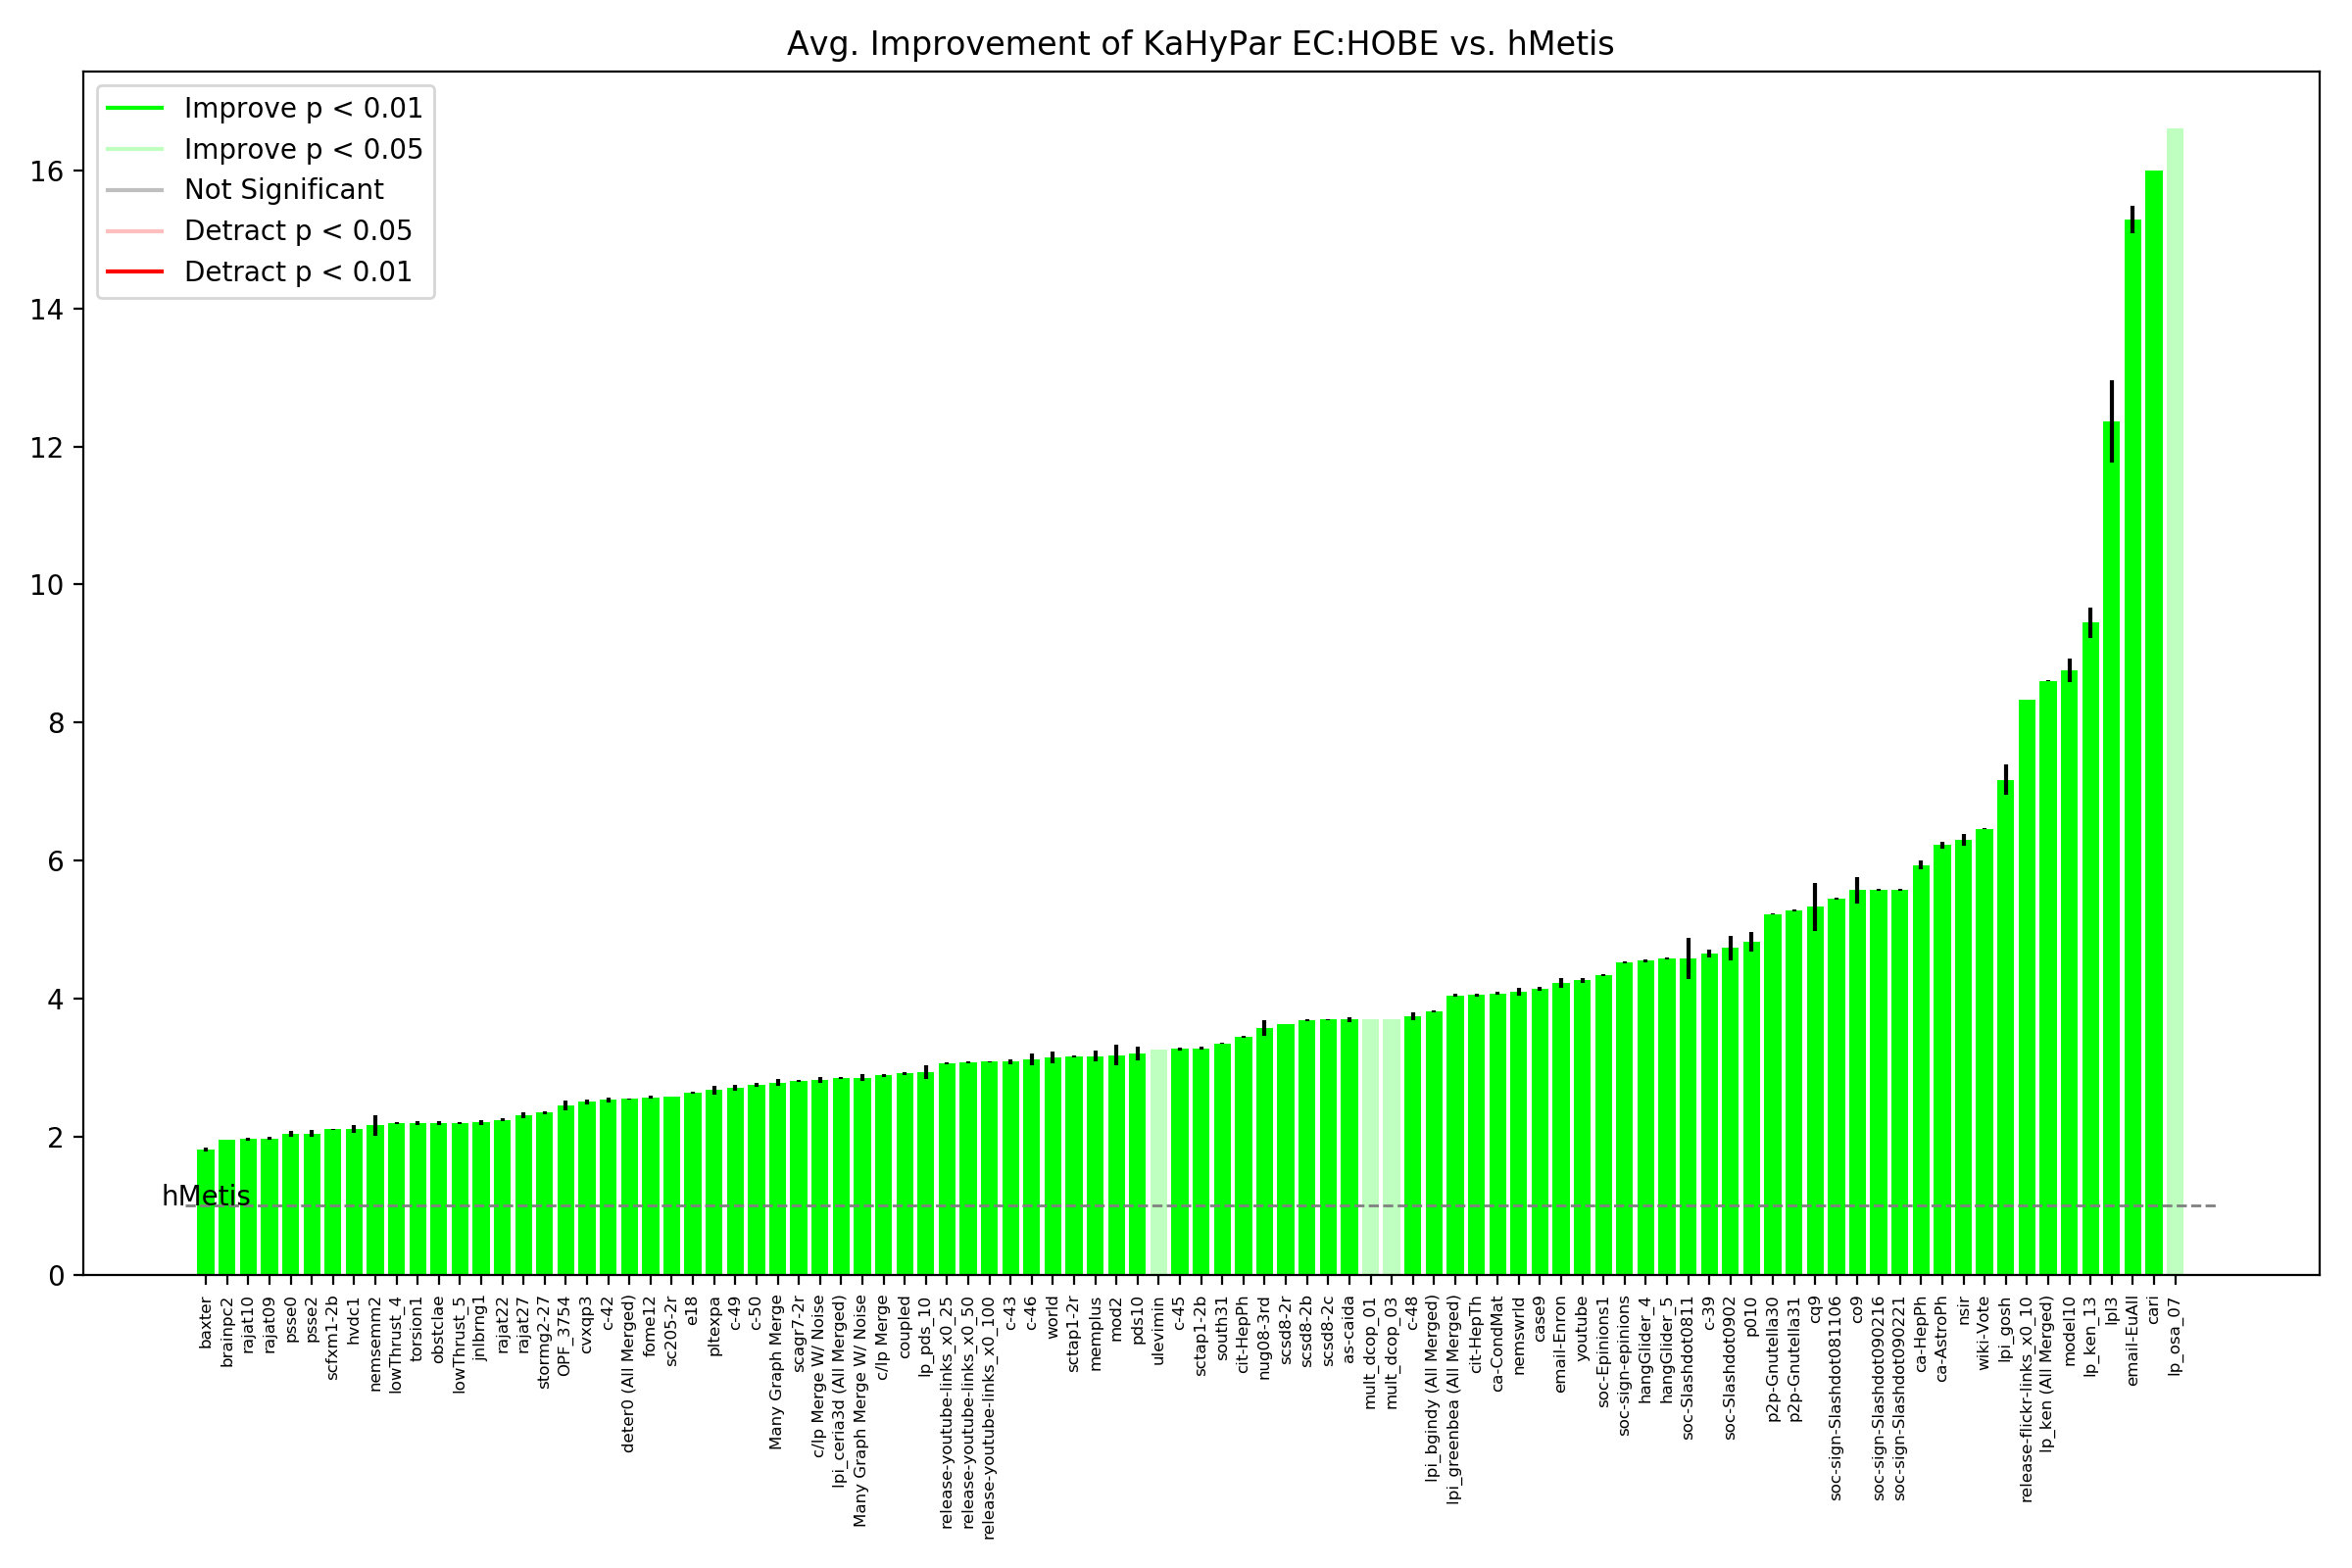 Avg. Improvement of KaHyPar EC:HOBE vs. hMetis
Improve p < 0.01
Improve p < 0.05
Not Significant
Detract p < 0.05
Detract p < 0.01
16
14
12
10
8
6
4
2
0
hMetis
baxter
brainpc2
rajat10
rajat09
psse0
psse2
scfxm1-2b
hvdc1
nemsemm2
lowThrust_4
torsion1
obstclae
lowThrust_5
jnlbrng1
rajat22
rajat27
stormg2-27
OPF_3754
cvxqp3
c-42
deter0 (All Merged)
fome12
sc205-2r
e18
pltexpa
c-49
c-50
Many Graph Merge
scagr7-2r
c/lp Merge W/ Noise
lpi_ceria3d (All Merged)
Many Graph Merge W/ Noise
c/lp Merge
coupled
lp_pds_10
release-youtube-links_x0_25
release-youtube-links_x0_50
release-youtube-links_x0_100
c-43
c-46
world
sctap1-2r
memplus
mod2
pds10
ulevimin
c-45
sctap1-2b
south31
cit-HepPh
nug08-3rd
scsd8-2r
scsd8-2b
scsd8-2c
as-caida
mult_dcop_01
mult_dcop_03
c-48
lpi_bgindy (All Merged)
lpi_greenbea (All Merged)
cit-HepTh
ca-CondMat
nemswrld
case9
email-Enron
youtube
soc-Epinions1
soc-sign-epinions
hangGlider_4
hangGlider_5
soc-Slashdot0811
c-39
soc-Slashdot0902
p010
p2p-Gnutella30
p2p-Gnutella31
cq9
soc-sign-Slashdot081106
co9
soc-sign-Slashdot090216
soc-sign-Slashdot090221
ca-HepPh
ca-AstroPh
nsir
wiki-Vote
lpi_gosh
release-flickr-links_x0_10
lp_ken (All Merged)
model10
lp_ken_13
lpl3
email-EuAll
cari
lp_osa_07